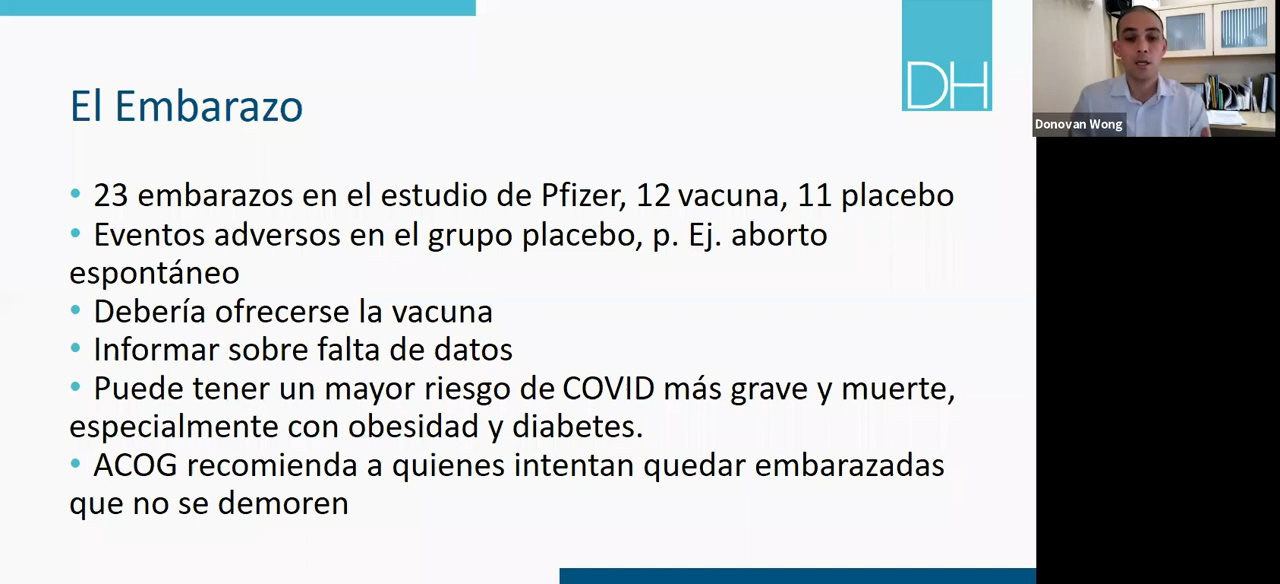 DH
Donovan Wong
El Embarazo
• 23 embarazos en el estudio de Pfizer, 12 vacuna, 11 placebo
• Eventos adversos en el grupo placebo, p. Ej. aborto
espontáneo
• Debería ofrecerse la vacuna
• Informar sobre falta de datos
• Puede tener un mayor riesgo de COVID más grave y muerte,
especialmente con obesidad y diabetes.
• ACOG recomienda a quienes intentan quedar embarazadas
que no se demoren